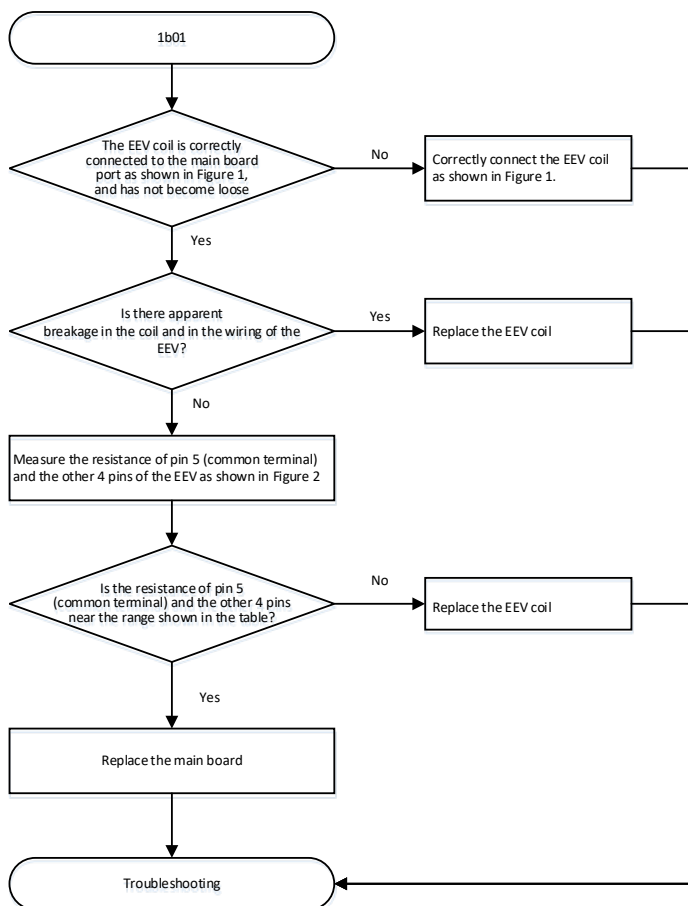 1b01
The EEV coil is correctly
connected to the main board
port as shown in Figure 1,
and has not become loose
No
Correctly connect the EEV coil
as shown in Figure 1.
Yes
Is there apparent
breakage in the coil and in the wiring of the
EEV?
Yes
Replace the EEV coil
No
Measure the resistance of pin 5 (common terminal)
and the other 4 pins of the EEV as shown in Figure 2
Is the resistance of pin 5
(common terminal) and the other 4 pins
near the range shown in the table?
No
Replace the EEV coil
Yes
Replace the main board
Troubleshooting